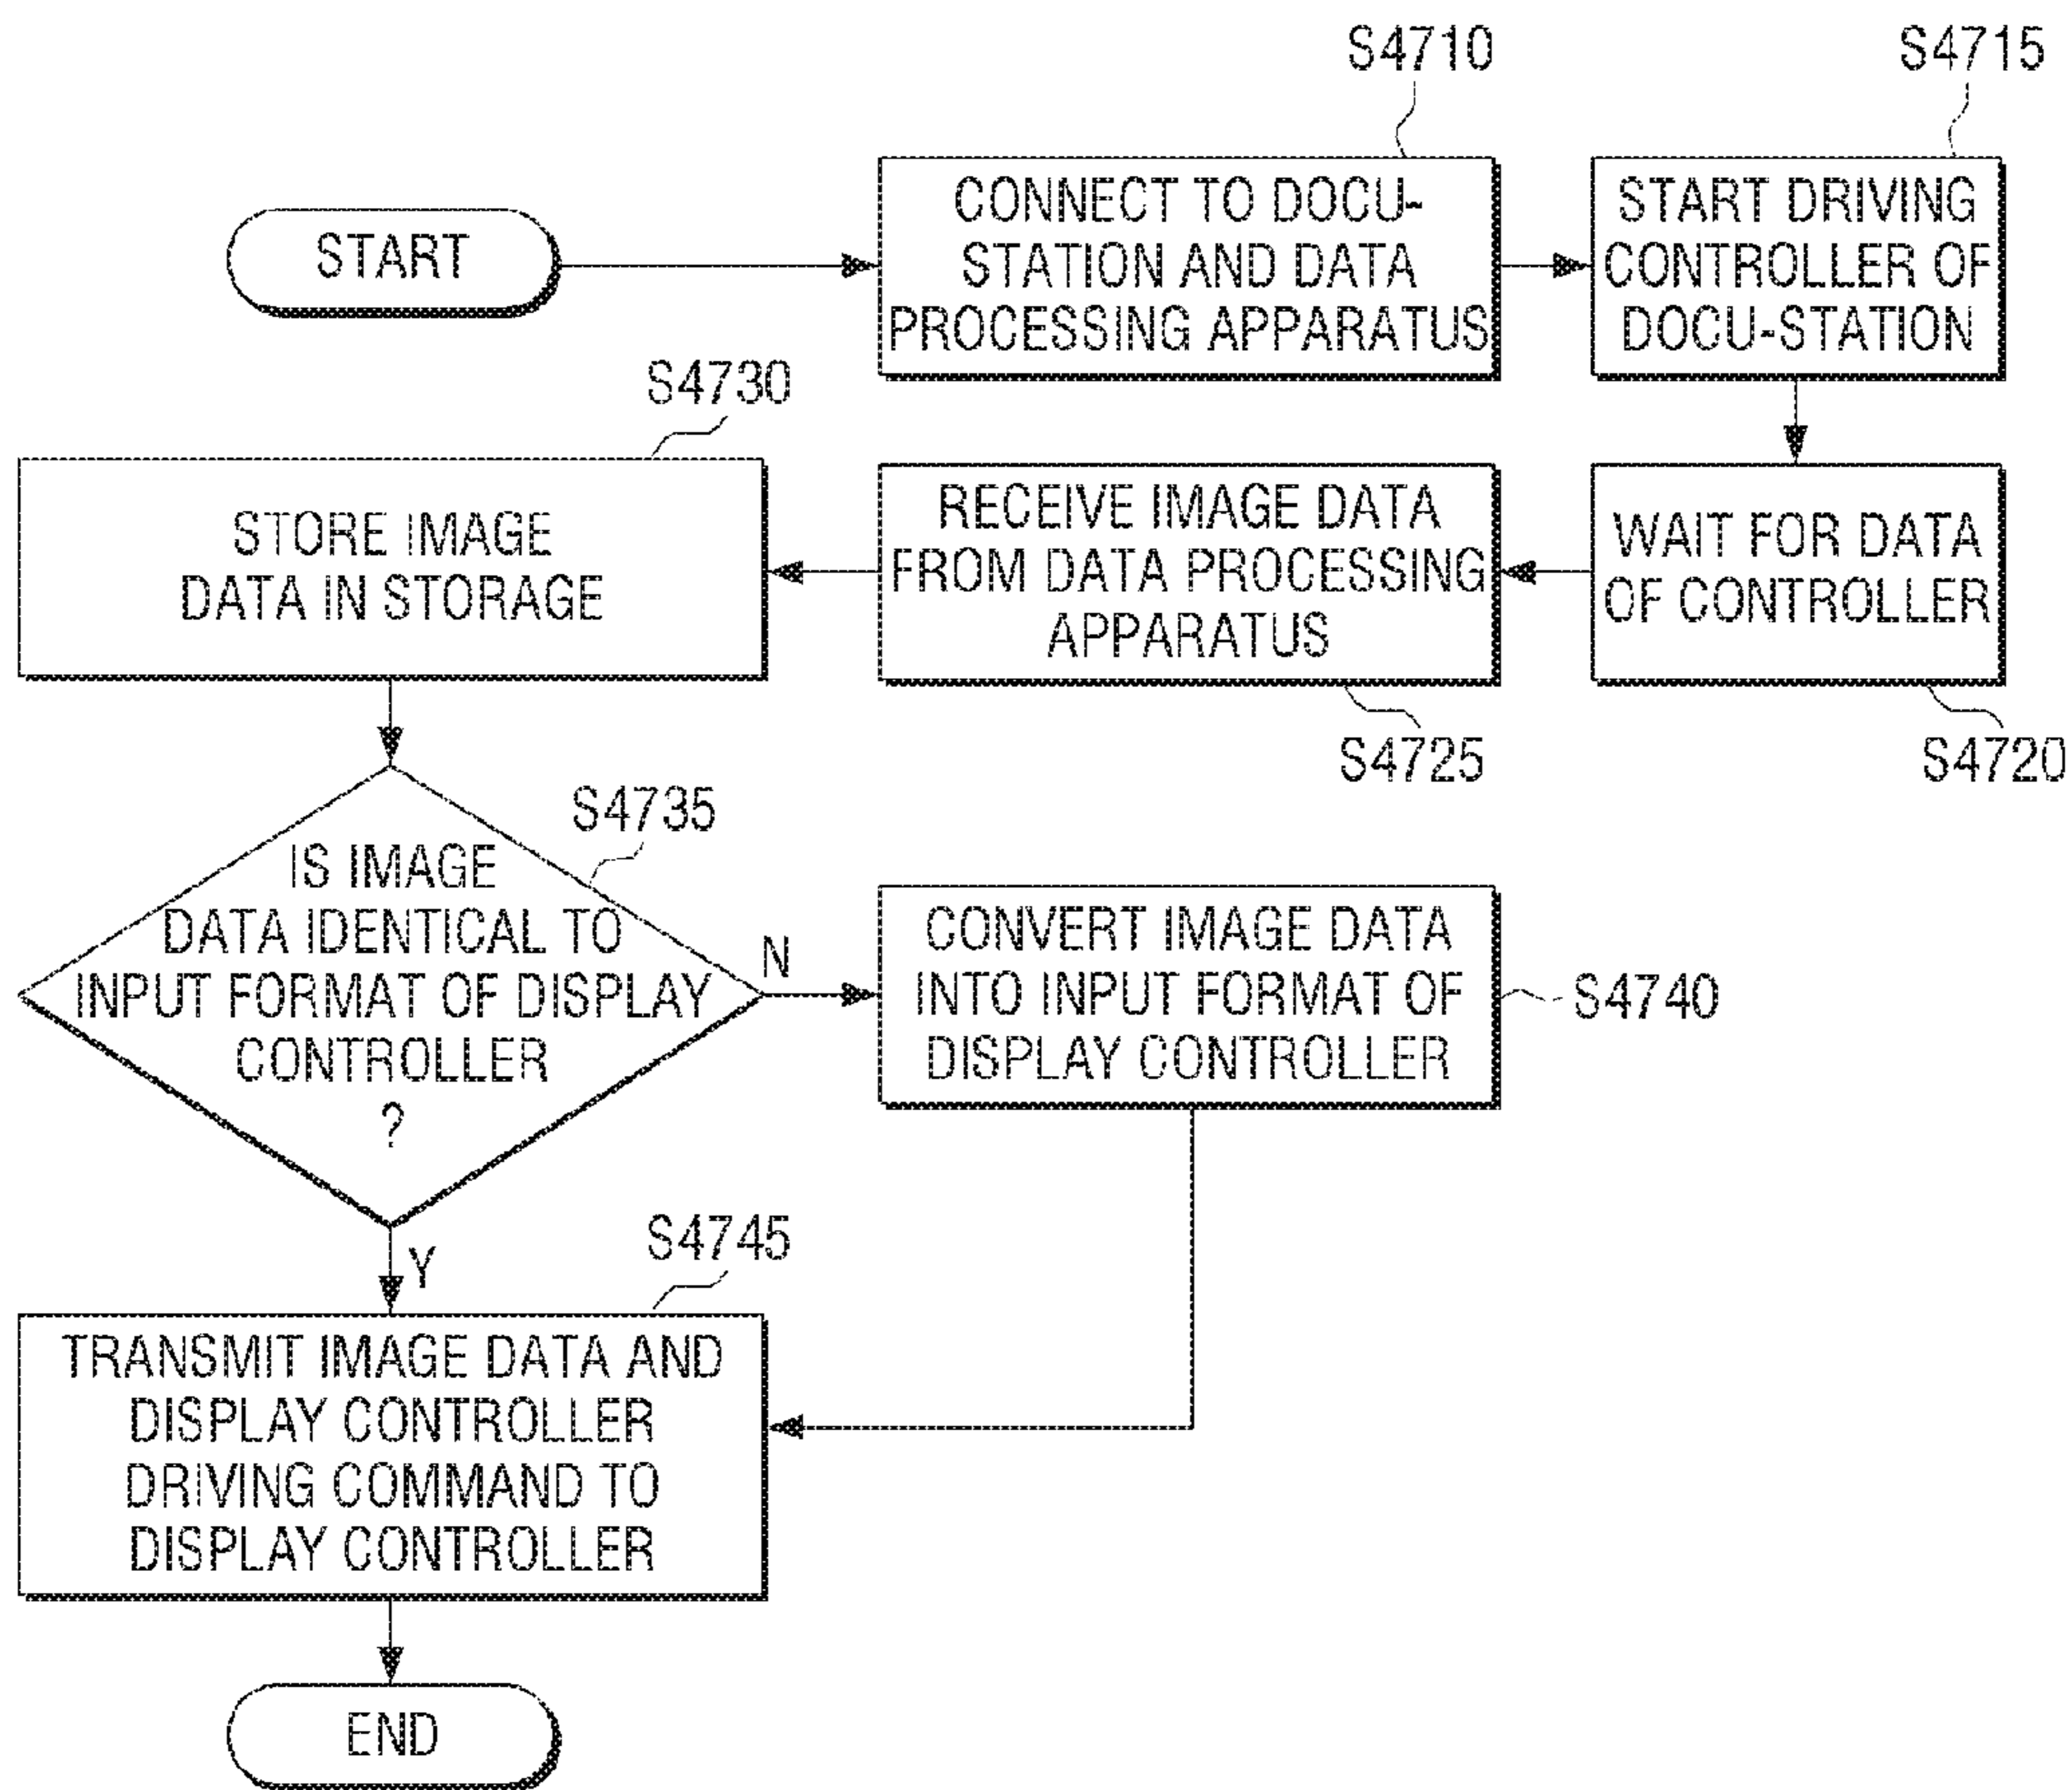 S4710
S4715
START
CONNECT TO DOCU-
STATION AND DATA
PROCESSING APPARATUS
START DRIVING
CONTROLLER OF
DOCU-STATION
S4730
STORE IMAGE
DATA IN STORAGE
RECEIVE IMAGE DATA
FROM DATA PROCESSING
APPARATUS
WAIT FOR DATA
OF CONTROLLER
S4725
S4720
S4735
IS IMAGE
DATA IDENTICAL TO
INPUT FORMAT OF DISPLAY
CONTROLLER
?
N
CONVERT IMAGE DATA
INTO INPUT FORMAT OF
DISPLAY CONTROLLER
S4740
Y
S4745
TRANSMIT IMAGE DATA AND
DISPLAY CONTROLLER
DRIVING COMMAND TO
DISPLAY CONTROLLER
END